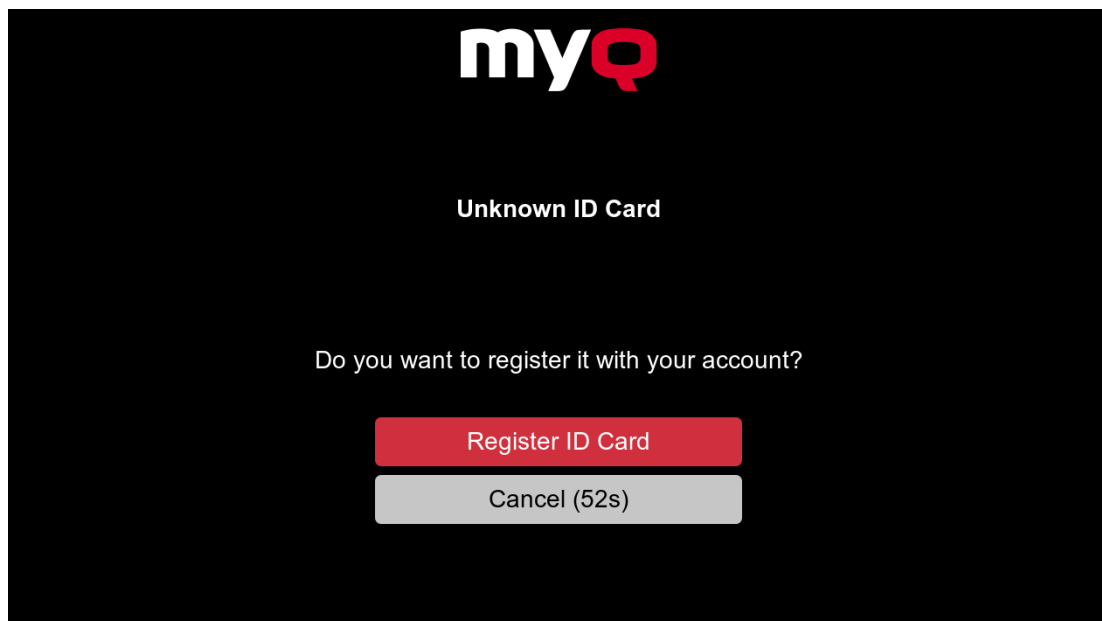 myQ
Unknown ID Card
Do you want to register it with your account?
Register ID Card
Cancel (52s)